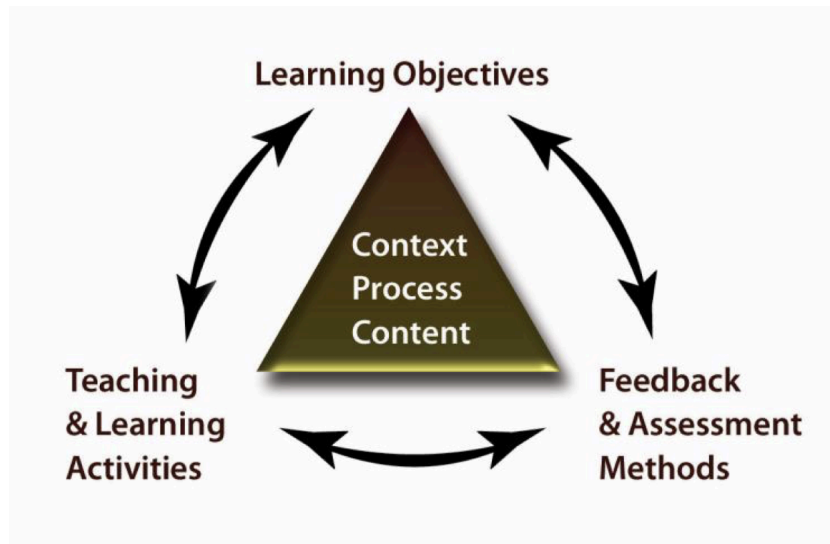 Learning Objectives
Context
Process
Content
Teaching
& Learning
Activities
Feedback
& Assessment
Methods